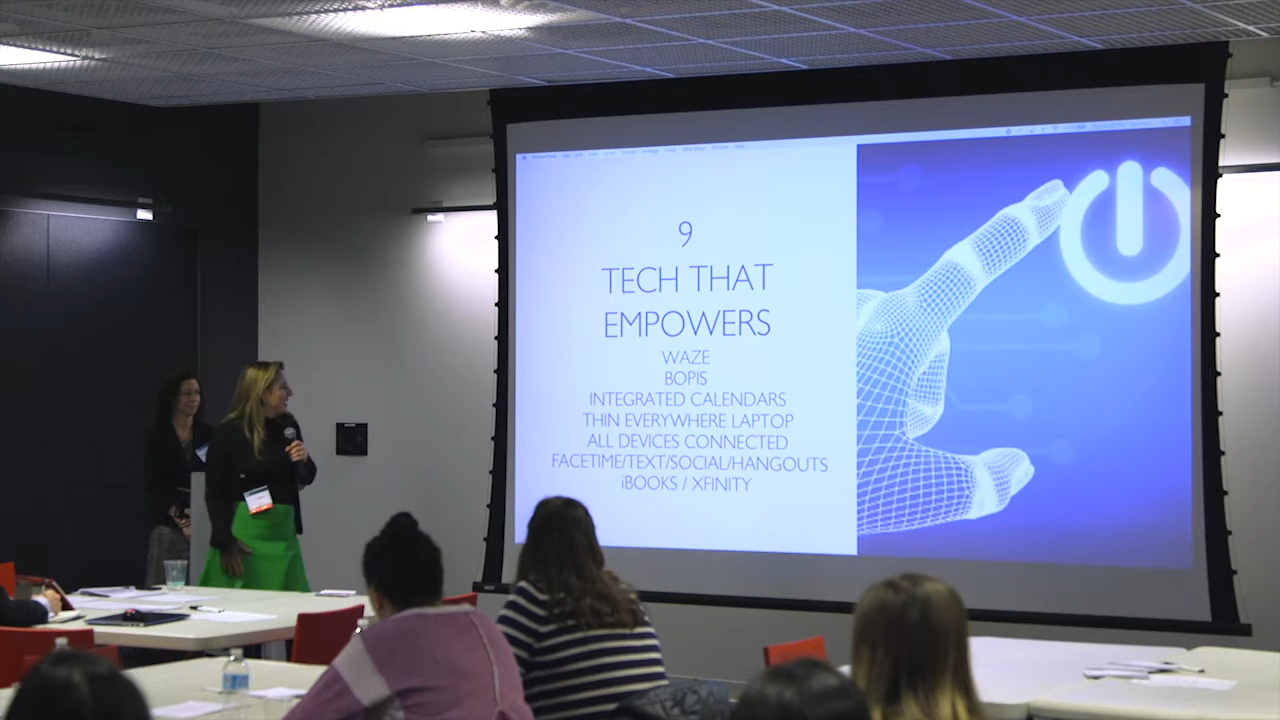 9
TECH THAT
EMPOWERS
WAZE
BOPIS
INTEGRATED CALENDARS
THIN EVERYWHERE LAPTOP
ALL DEVICES CONNECTED
FACETIME/TEXT/SOCIAL/HANGOUTS
iBOOKS / XFINITY